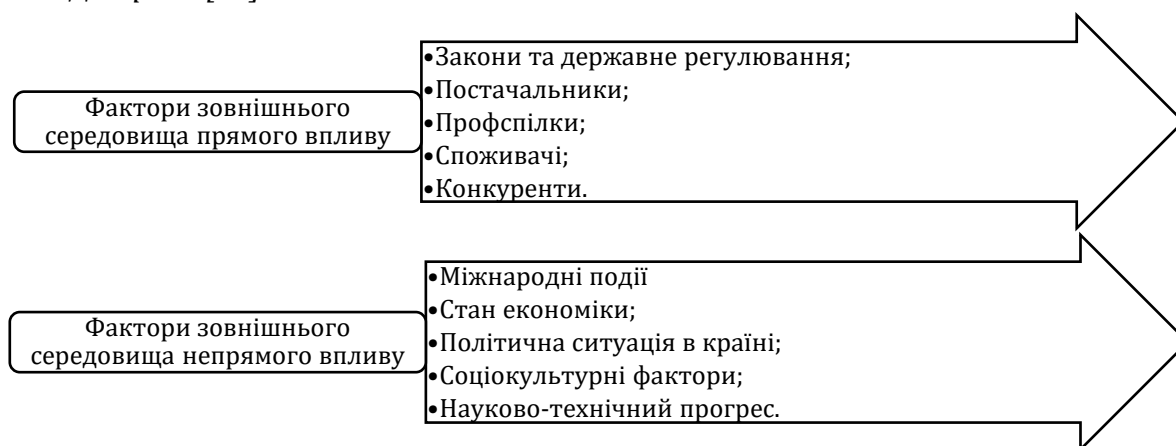 Фактори зовнішнього
середовища прямого впливу
•Закони та державне регулювання;
•Постачальники;
•Профспілки;
•Споживачі;
•Конкуренти.
Фактори зовнішнього
середовища непрямого впливу
•Міжнародні події
•Стан економіки;
•Політична ситуація в країні;
•Соціокультурні фактори;
•Науково-технічний прогрес.